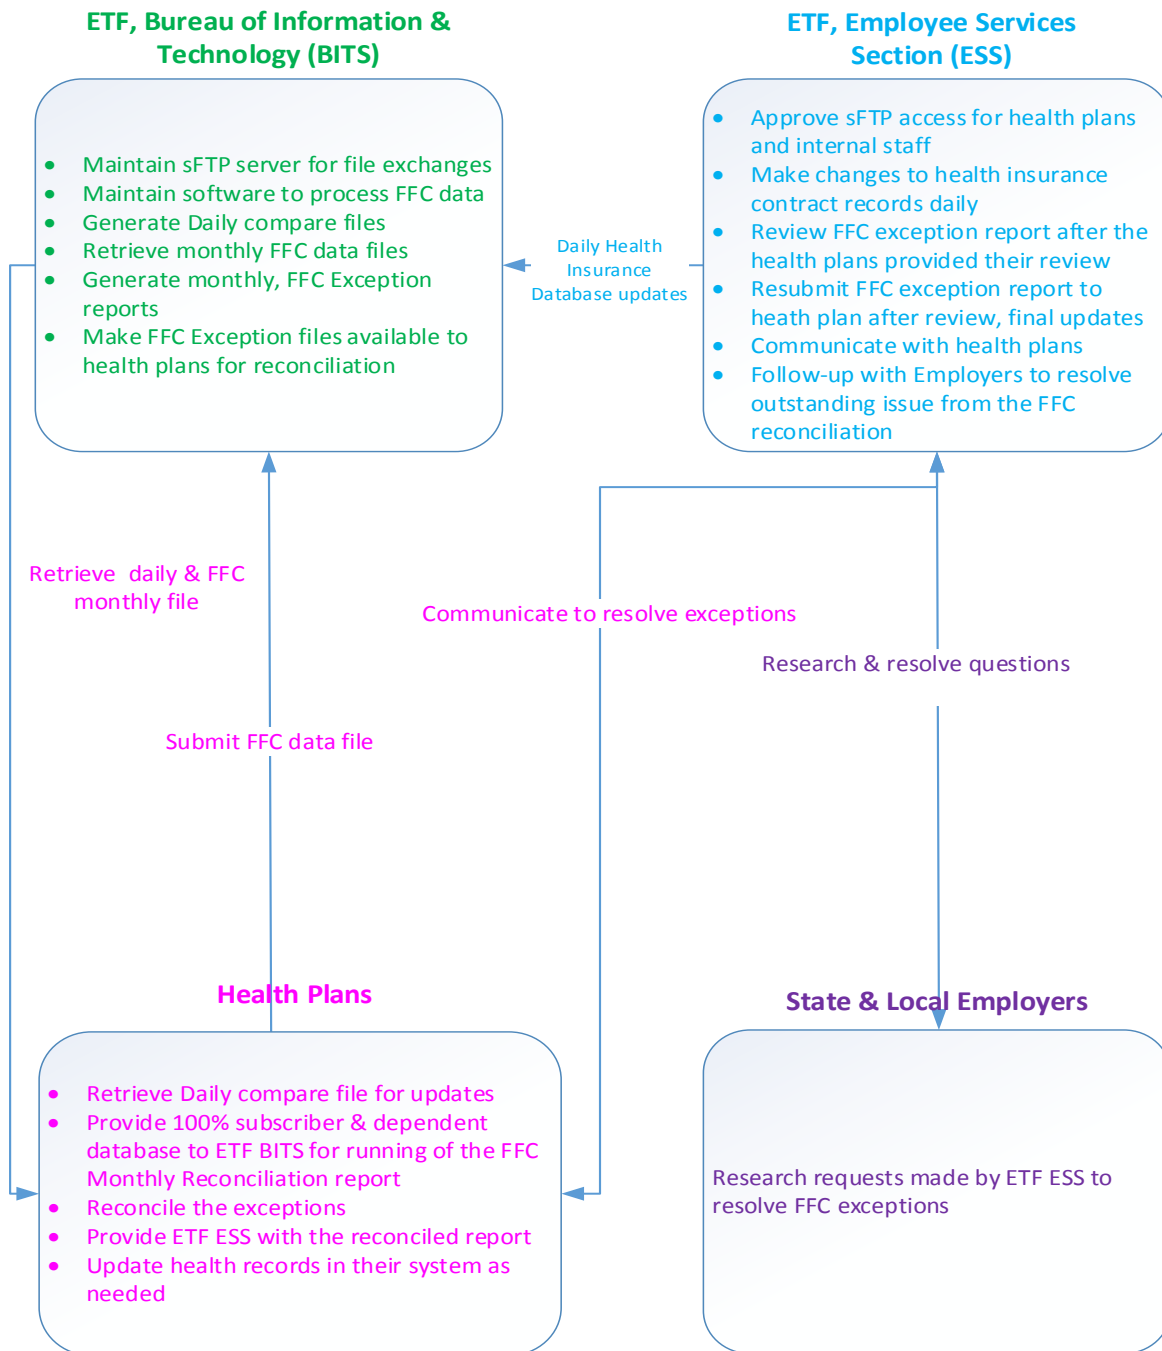 ETF, Bureau of Information &
Technology (BITS)
• Maintain sFTP server for file exchanges
• Maintain software to process FFC data
• Generate Daily compare files
• Retrieve monthly FFC data files
• Generate monthly, FFC Exception
reports
• Make FFC Exception files available to
health plans for reconciliation
Daily Health
Insurance
Database updates
ETF, Employee Services
Section (ESS)
• Approve sFTP access for health plans
and internal staff
• Make changes to health insurance
contract records daily
• Review FFC exception report after the
health plans provided their review
• Resubmit FFC exception report to
heath plan after review, final updates
• Communicate with health plans
• Follow-up with Employers to resolve
outstanding issue from the FFC
reconciliation
Retrieve daily & FFC
monthly file
Submit FFC data file
Communicate to resolve exceptions
Research & resolve questions
Health Plans
• Retrieve Daily compare file for updates
• Provide 100% subscriber & dependent
database to ETF BITS for running of the FFC
Monthly Reconciliation report
• Reconcile the exceptions
• Provide ETF ESS with the reconciled report
• Update health records in their system as
needed
State & Local Employers
Research requests made by ETF ESS to
resolve FFC exceptions